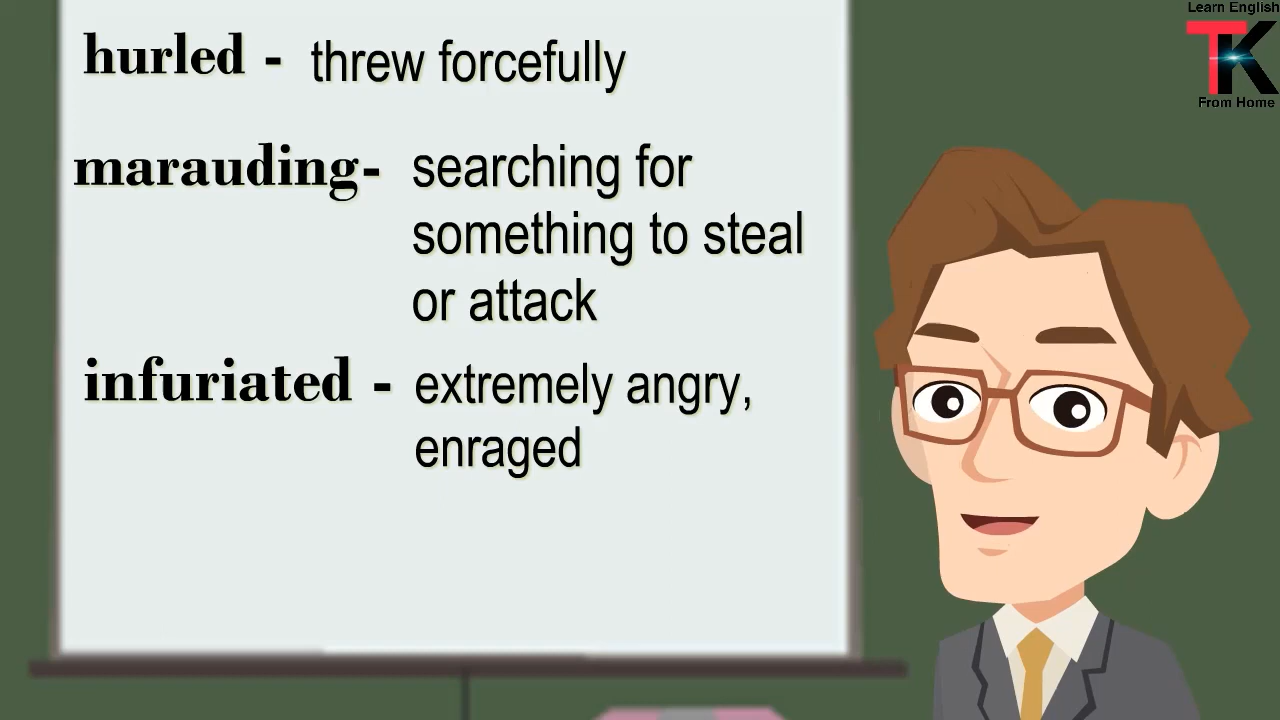 Learn English
TK
From Home
hurled - threw forcefully
marauding- searching for
something to steal
or attack
infuriated - extremely angry,
enraged